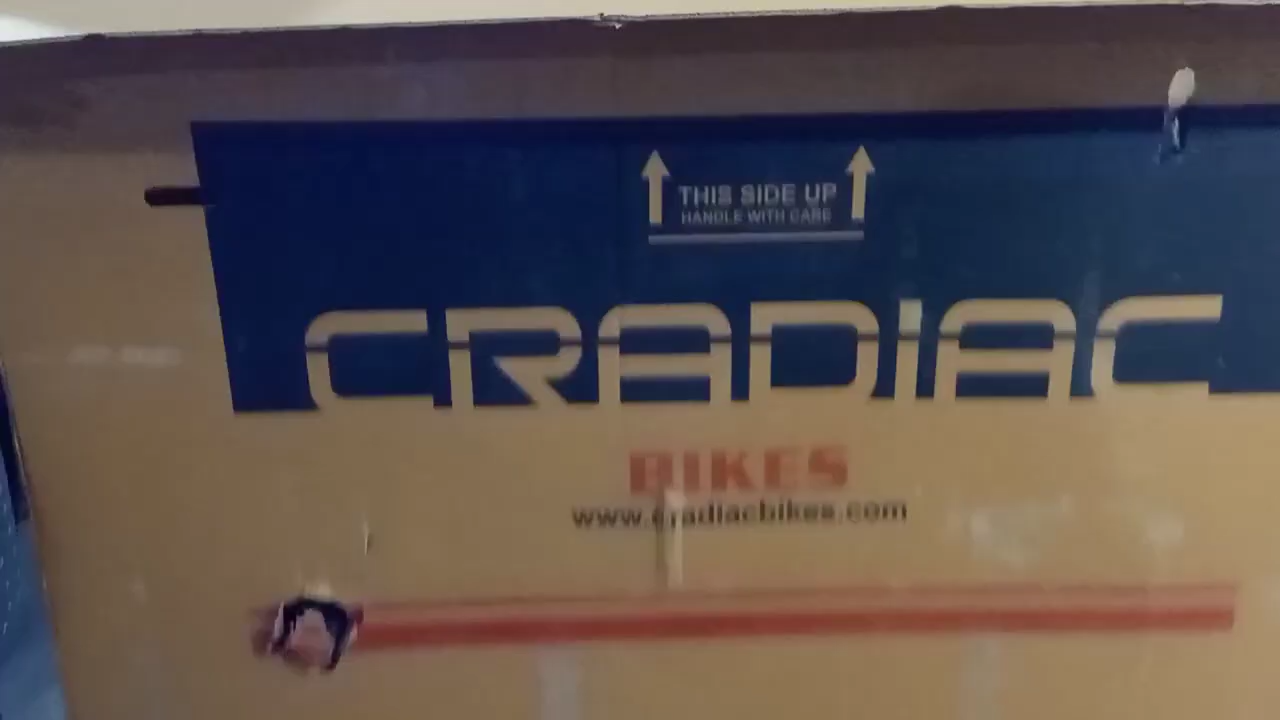 THIS SIDE UP
HANDLE WITH CARE
CRADIAC
BIKES
www.cradiacbikes.com